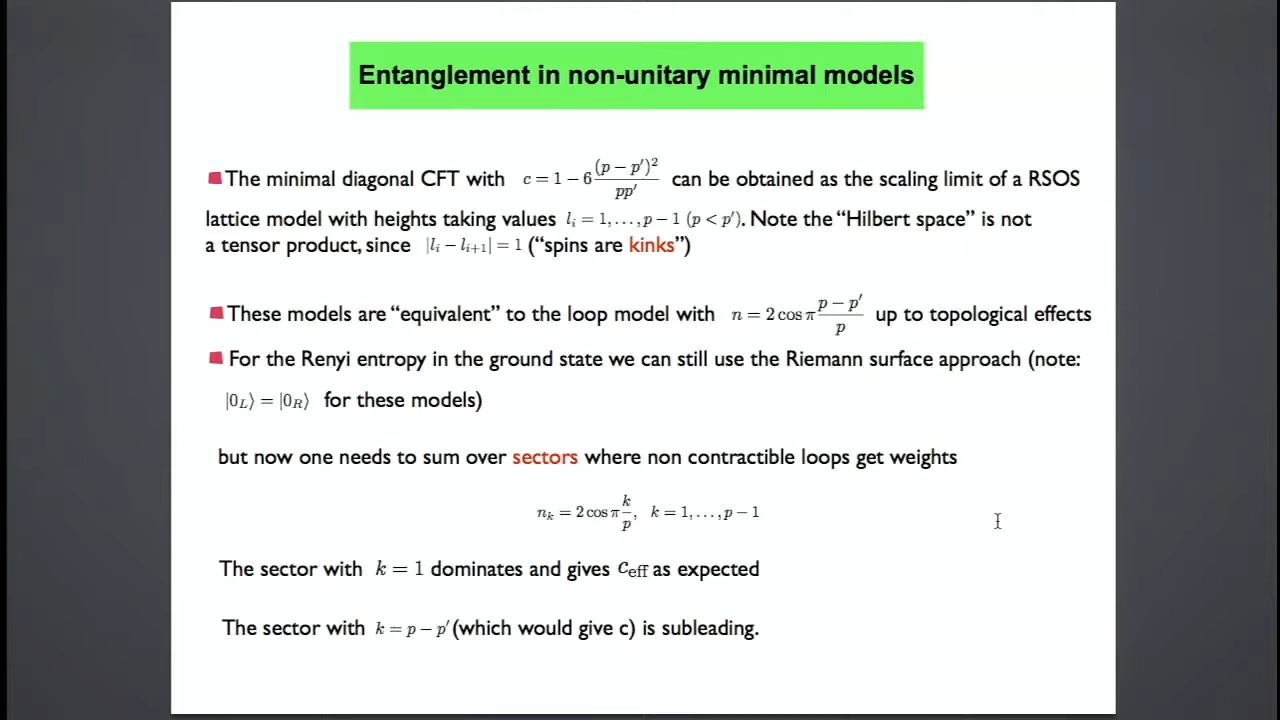 Entanglement in non-unitary minimal models
The minimal diagonal CFT with c = 1 − 6 (p − p′)² / pp′ can be obtained as the scaling limit of a RSOS
lattice model with heights taking values l_i = 1, …, p − 1 (p < p′). Note the “Hilbert space” is not
a tensor product, since |l_i − l_{i+1}| = 1 (“spins are kinks”)
These models are “equivalent” to the loop model with n = 2 cos π (p − p′)/p up to topological effects
For the Renyi entropy in the ground state we can still use the Riemann surface approach (note:
|0_L⟩ = |0_R⟩ for these models)
but now one needs to sum over sectors where non contractible loops get weights
n_k = 2 cos π k/p, k = 1, …, p − 1
The sector with k = 1 dominates and gives c_eff as expected
The sector with k = p − p′ (which would give c) is subleading.